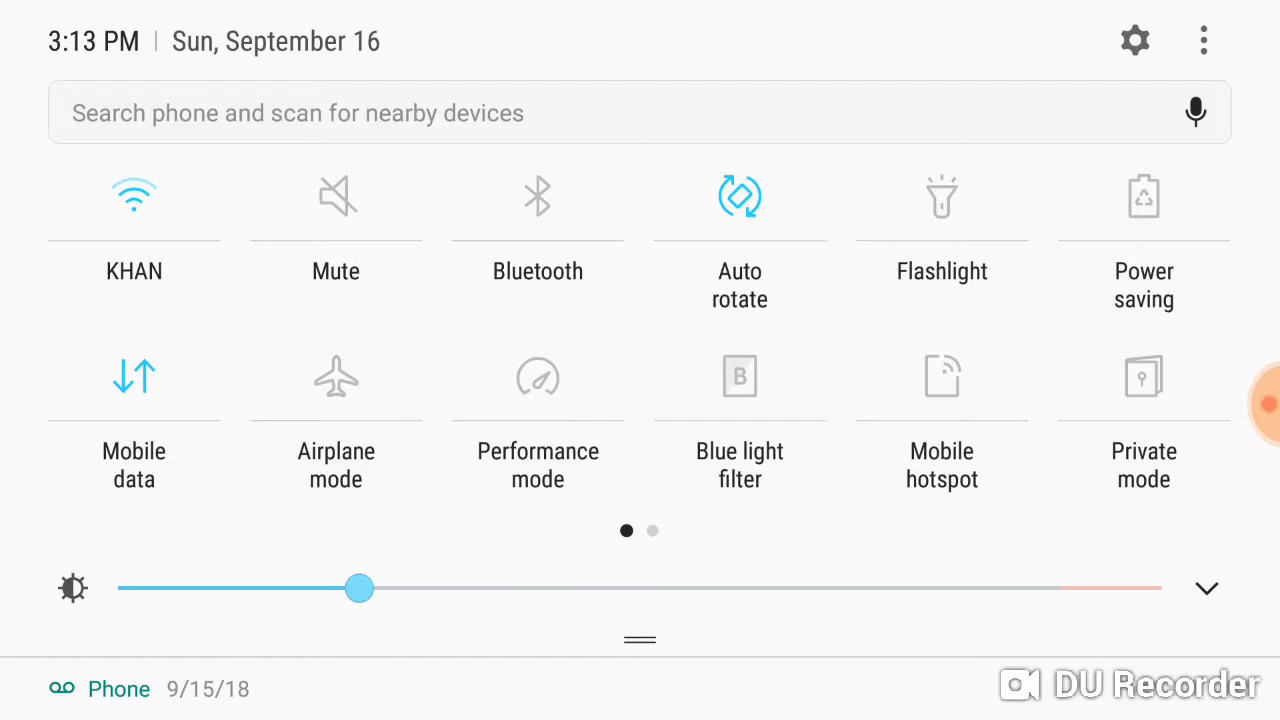 3:13 PM | Sun, September 16
Search phone and scan for nearby devices
KHAN
Mute
Bluetooth
Auto
rotate
Flashlight
Power
saving
Mobile
data
Airplane
mode
Performance
mode
B
Blue light
filter
Mobile
hotspot
Private
mode
Phone 9/15/18
DU Recorder